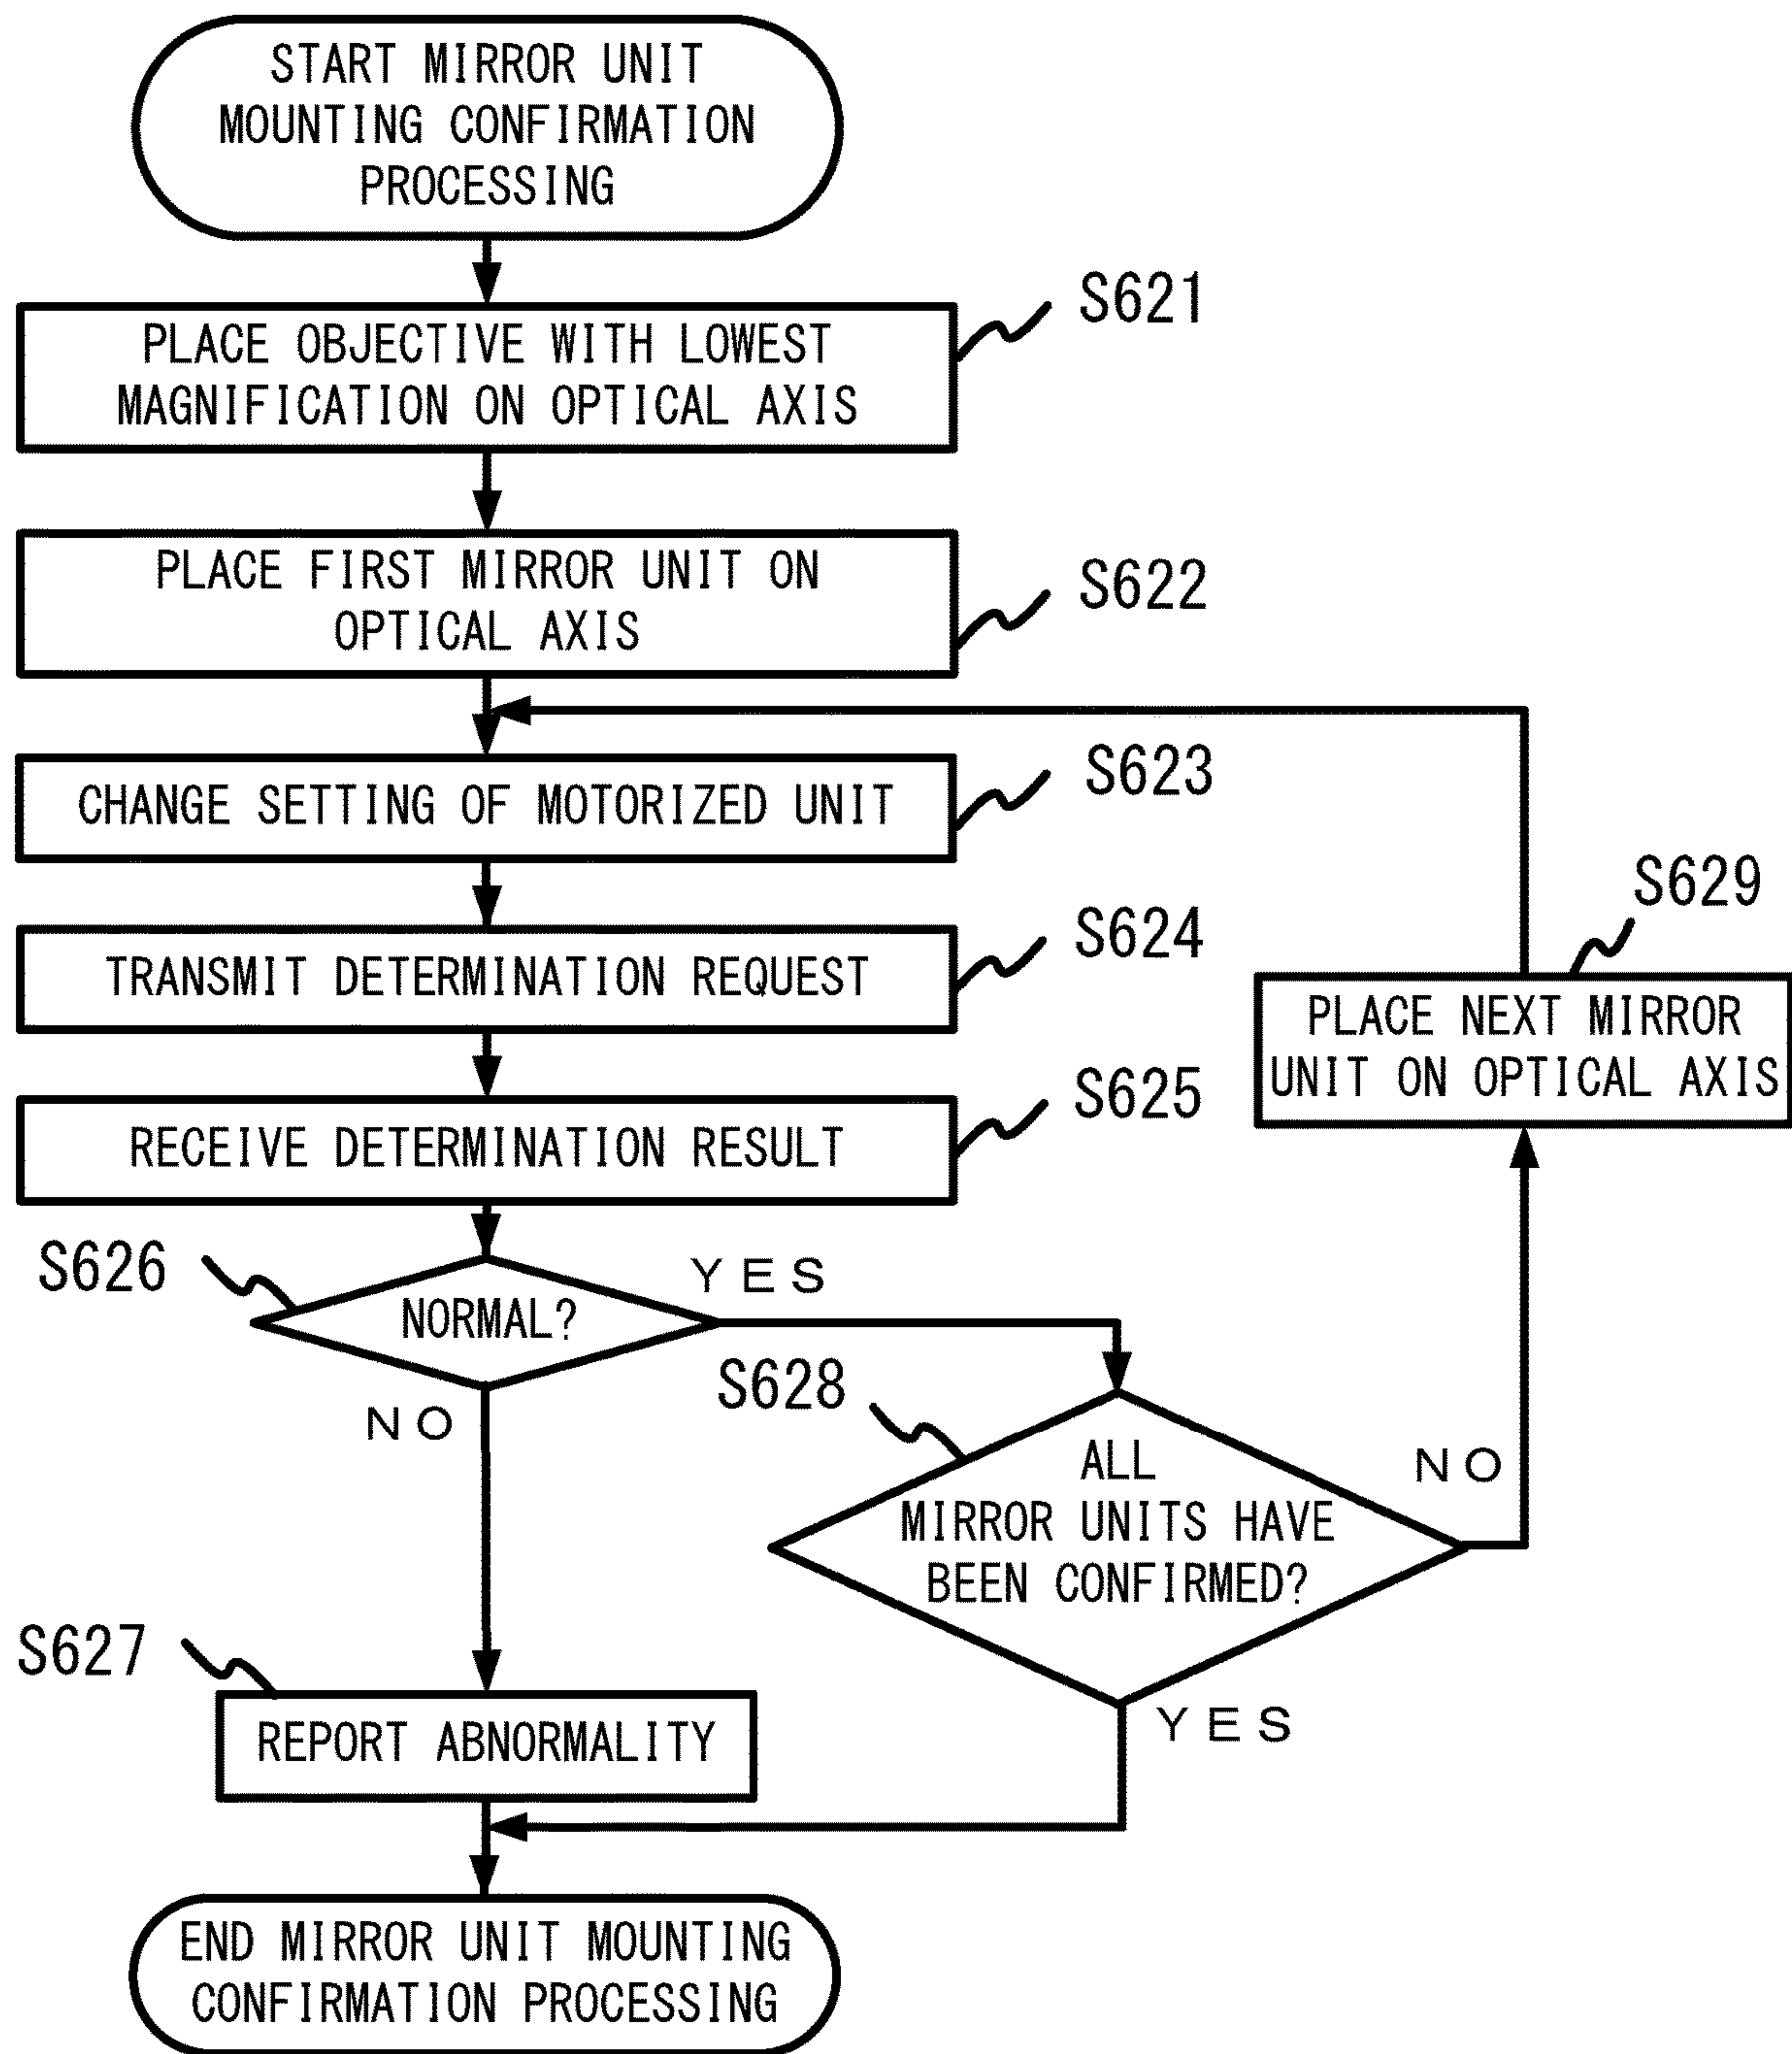 START MIRROR UNIT
MOUNTING CONFIRMATION
PROCESSING
S621
PLACE OBJECTIVE WITH LOWEST
MAGNIFICATION ON OPTICAL AXIS
S622
PLACE FIRST MIRROR UNIT ON
OPTICAL AXIS
S623
CHANGE SETTING OF MOTORIZED UNIT
S624
TRANSMIT DETERMINATION REQUEST
S629
PLACE NEXT MIRROR
UNIT ON OPTICAL AXIS
S625
RECEIVE DETERMINATION RESULT
S626
NORMAL?
YES
NO
S628
ALL
MIRROR UNITS HAVE
BEEN CONFIRMED?
NO
YES
S627
REPORT ABNORMALITY
END MIRROR UNIT MOUNTING
CONFIRMATION PROCESSING